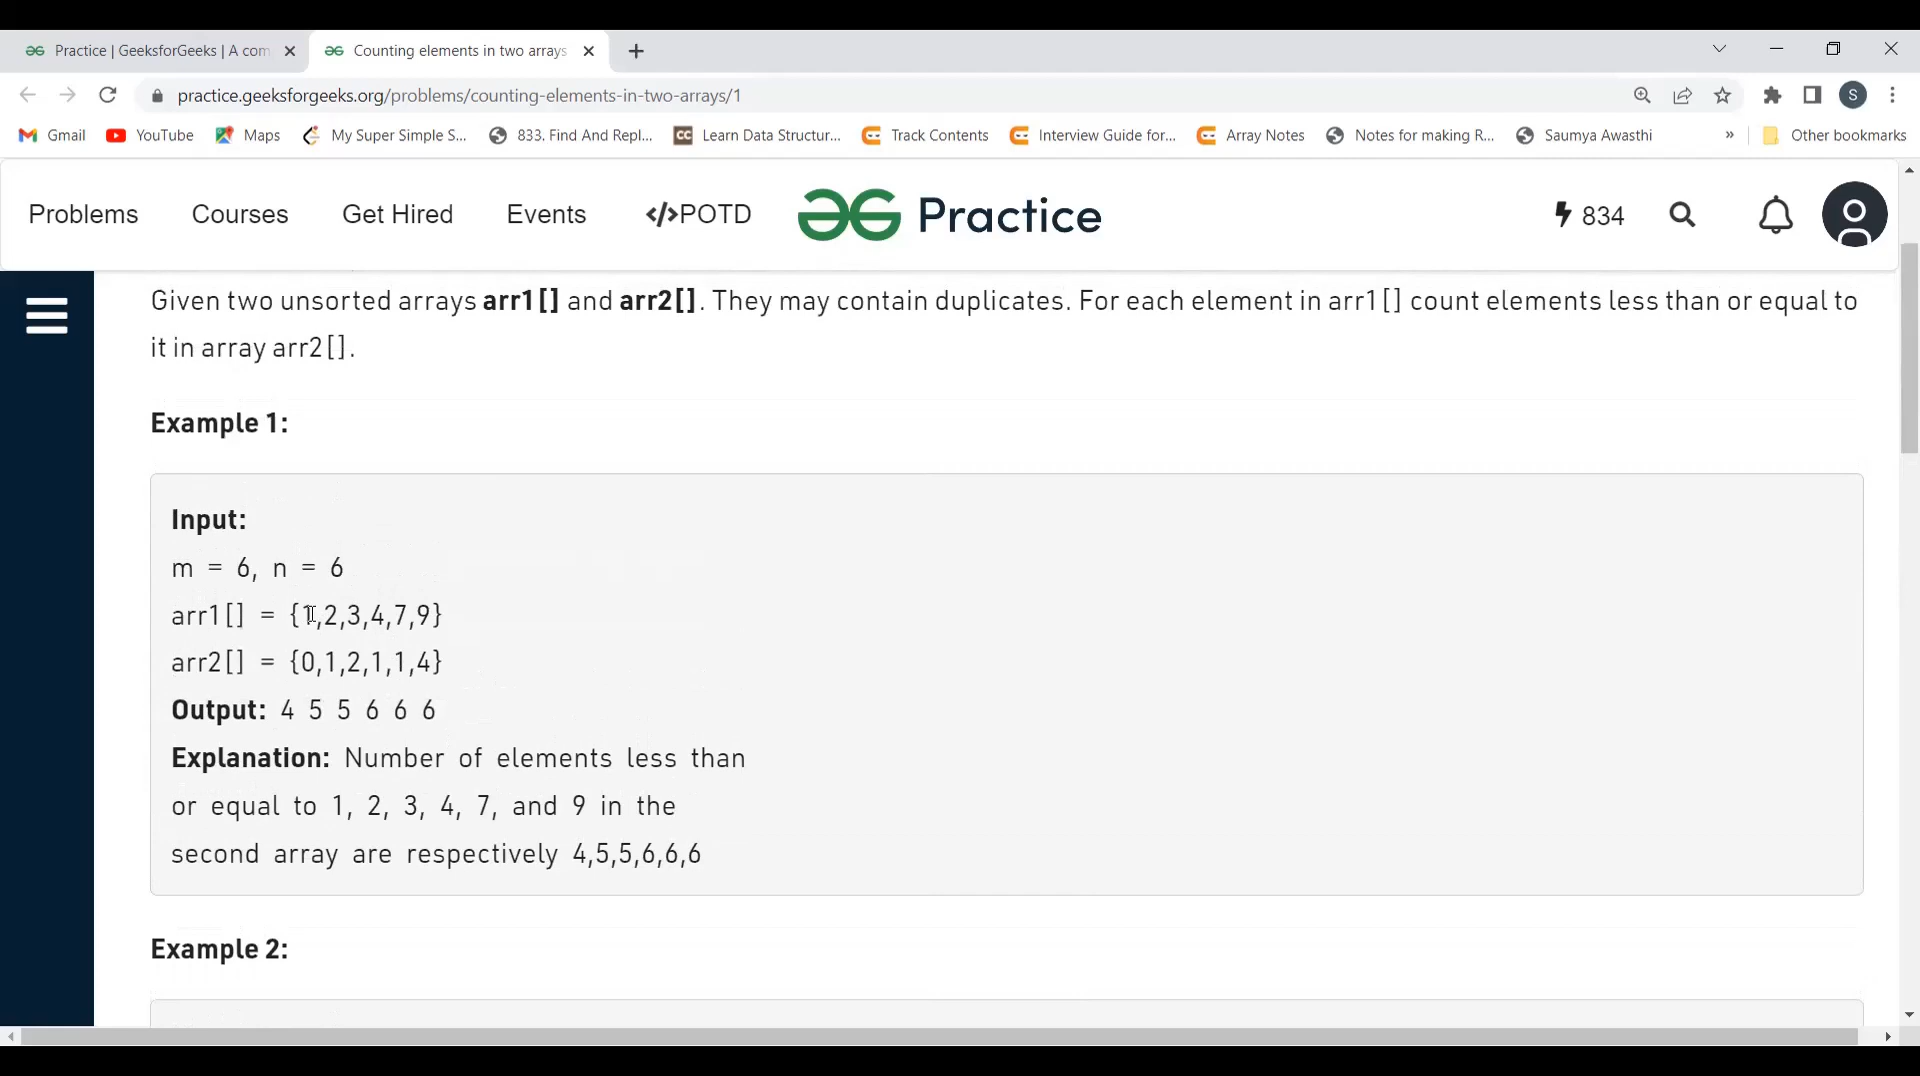 Practice | GeeksforGeeks | A com
Counting elements in two arrays
practice.geeksforgeeks.org/problems/counting-elements-in-two-arrays/1
S
Gmail
YouTube
Maps
My Super Simple S...
833. Find And Repl...
CC
Learn Data Structur...
Track Contents
Interview Guide for...
Array Notes
Notes for making R...
Saumya Awasthi
»
Other bookmarks
Problems
Courses
Get Hired
Events
</>POTD
Practice
834
Given two unsorted arrays arr1[] and arr2[]. They may contain duplicates. For each element in arr1[] count elements less than or equal to
it in array arr2[].
Example 1:
Input:
m = 6, n = 6
arr1[] = {1,2,3,4,7,9}
arr2[] = {0,1,2,1,1,4}
Output: 4 5 5 6 6 6
Explanation: Number of elements less than
or equal to 1, 2, 3, 4, 7, and 9 in the
second array are respectively 4,5,5,6,6,6
Example 2: